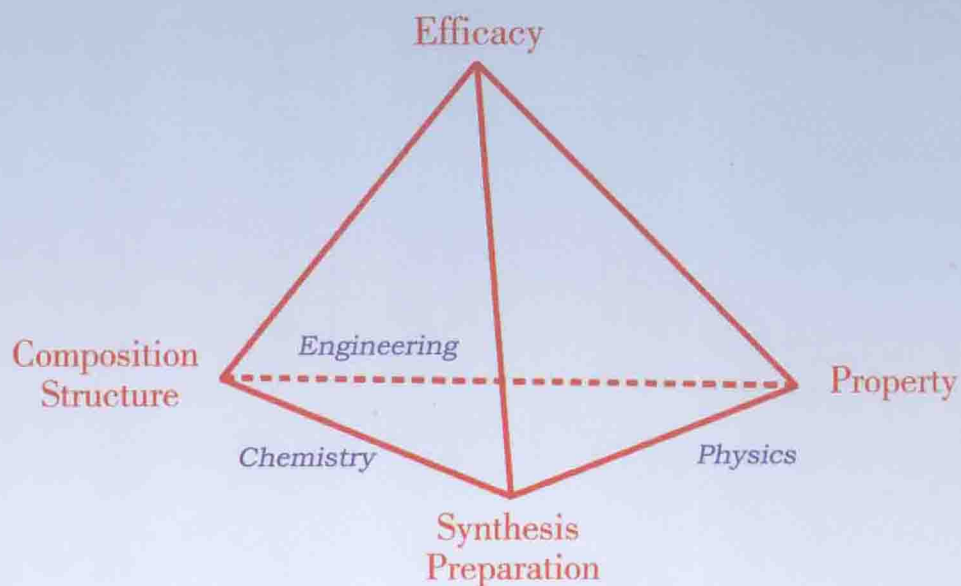 Efficacy
Engineering
Composition
Structure
Property
Chemistry
Physics
Synthesis
Preparation